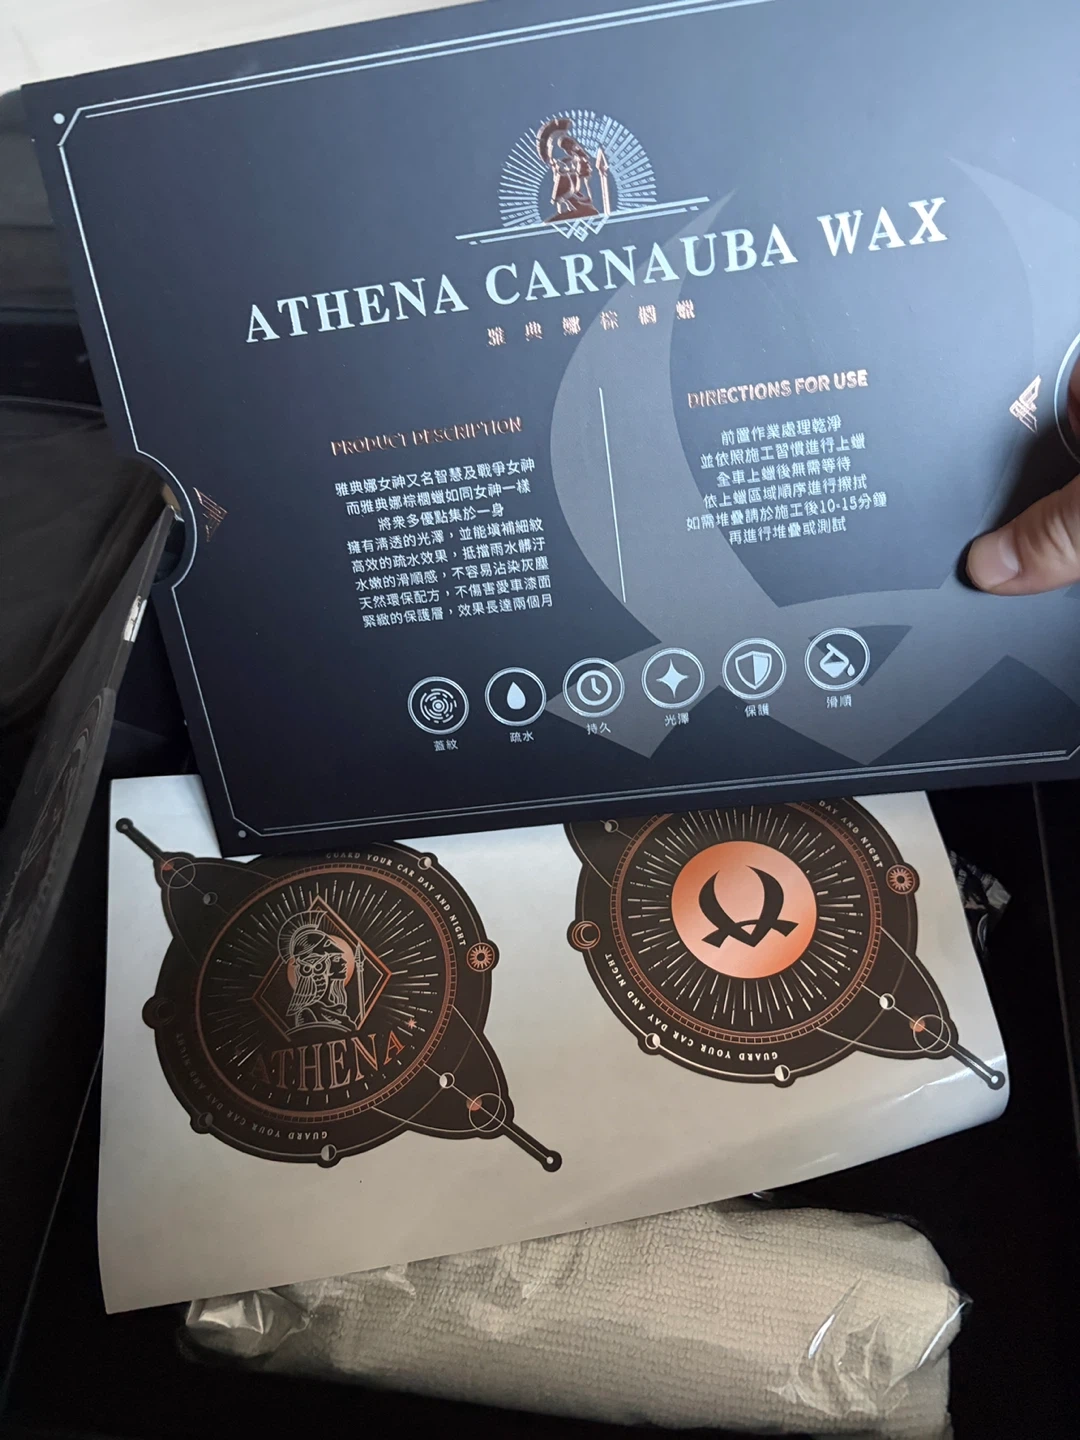 ATHENA CARNAUBA WAX
雅典娜棕櫚蠟
PRODUCT DESCRIPTION
雅典娜女神又名智慧及戰爭女神
而雅典娜棕櫚蠟如同女神一樣
將衆多優點集於一身
擁有清透的光澤，並能填補細紋
高效的疏水效果，抵擋雨水髒汙
水嫩的滑順感，不容易沾染灰塵
天然環保配方，不傷害愛車漆面
緊緻的保護層，效果長達兩個月
DIRECTIONS FOR USE
前置作業處理乾淨
並依照施工習慣進行上蠟
全車上蠟後無需等待
依上蠟區域順序進行擦拭
如需堆疊請於施工後10-15分鐘
再進行堆疊或測試
蓋紋
疏水
持久
光澤
保護
滑順
GUARD YOUR CAR DAY AND NIGHT
ATHENA
GUARD YOUR CAR DAY AND NIGHT
DAY AND NIGHT
GUARD YOUR CAR DAY AND NIGHT